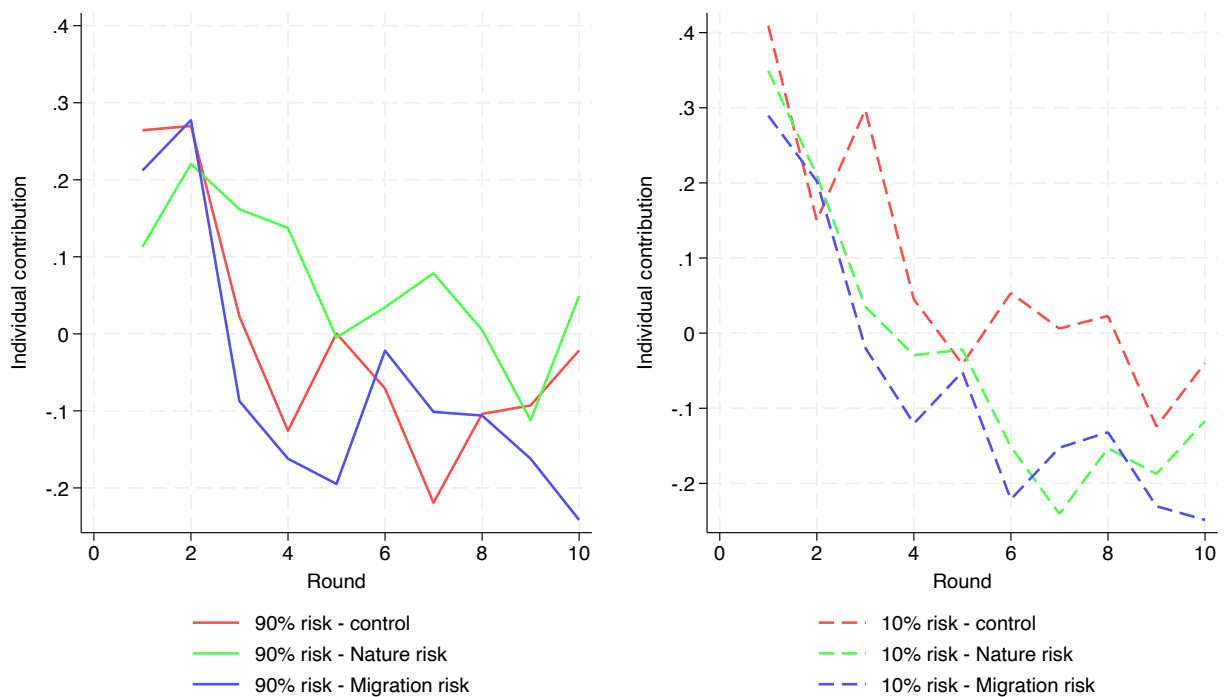 .4
.3
.2
.1
0
-.1
-.2
Individual contribution
0 2 4 6 8 10
Round
90% risk - control
90% risk - Nature risk
90% risk - Migration risk
.4
.3
.2
.1
0
-.1
-.2
Individual contribution
0 2 4 6 8 10
Round
10% risk - control
10% risk - Nature risk
10% risk - Migration risk